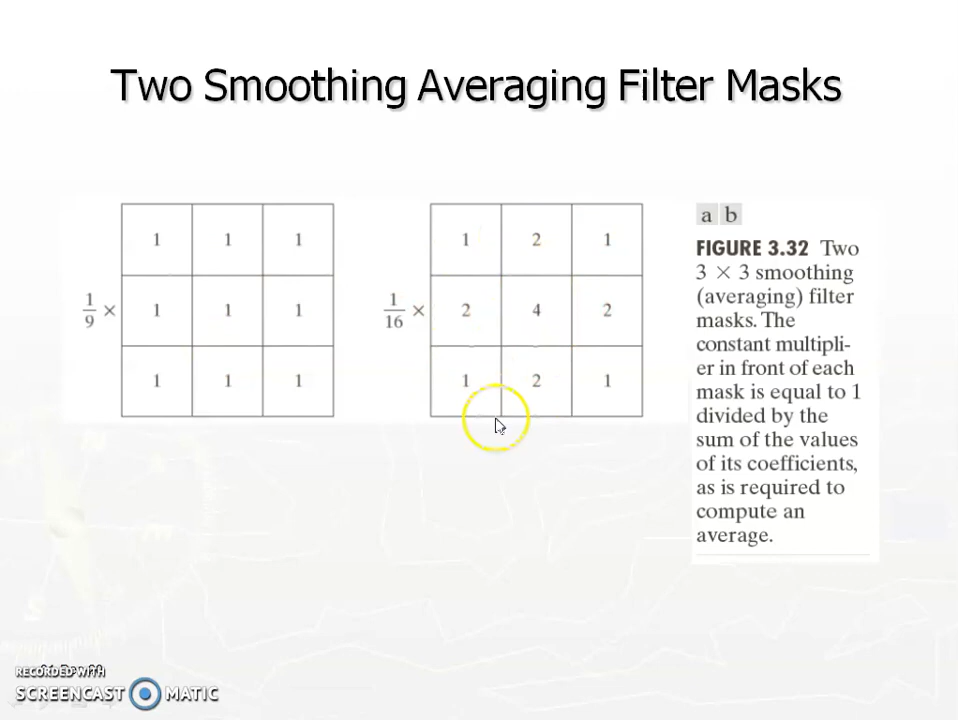 Two Smoothing Averaging Filter Masks
1 1 1
1/9 × 1 1 1
1 1 1
1 2 1
1/16 × 2 4 2
1 2 1
a b
FIGURE 3.32 Two
3 × 3 smoothing
(averaging) filter
masks. The
constant multipli-
er in front of each
mask is equal to 1
divided by the
sum of the values
of its coefficients,
as is required to
compute an
average.
RECORDED WITH
SCREENCAST MATIC